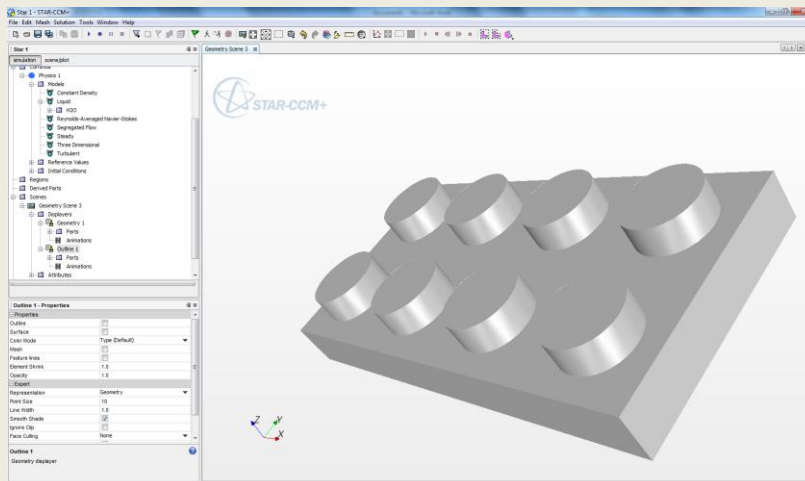 Star 1 - STAR-CCM+
File Edit Mesh Solution Tools Window Help
Star 1
simulation scene/plot
Continua
Physics 1
Models
Constant Density
Liquid
H2O
Reynolds-Averaged Navier-Stokes
Segregated Flow
Steady
Three Dimensional
Turbulent
Reference Values
Initial Conditions
Regions
Derived Parts
Scenes
Geometry Scene 3
Displayers
Geometry 1
Parts
Animations
Outline 1
Parts
Animations
Attributes
Outline 1 - Properties
Properties
Outline
Surface
Color Mode Type (Default)
Mesh
Feature lines
Element Shrink 1.0
Opacity 1.0
Expert
Representation Geometry
Point Size 10
Line Width 1.0
Smooth Shade
Ignore Clip
Face Culling None
Outline 1
Geometry displayer
Geometry Scene 3
STAR-CCM+
Z Y X